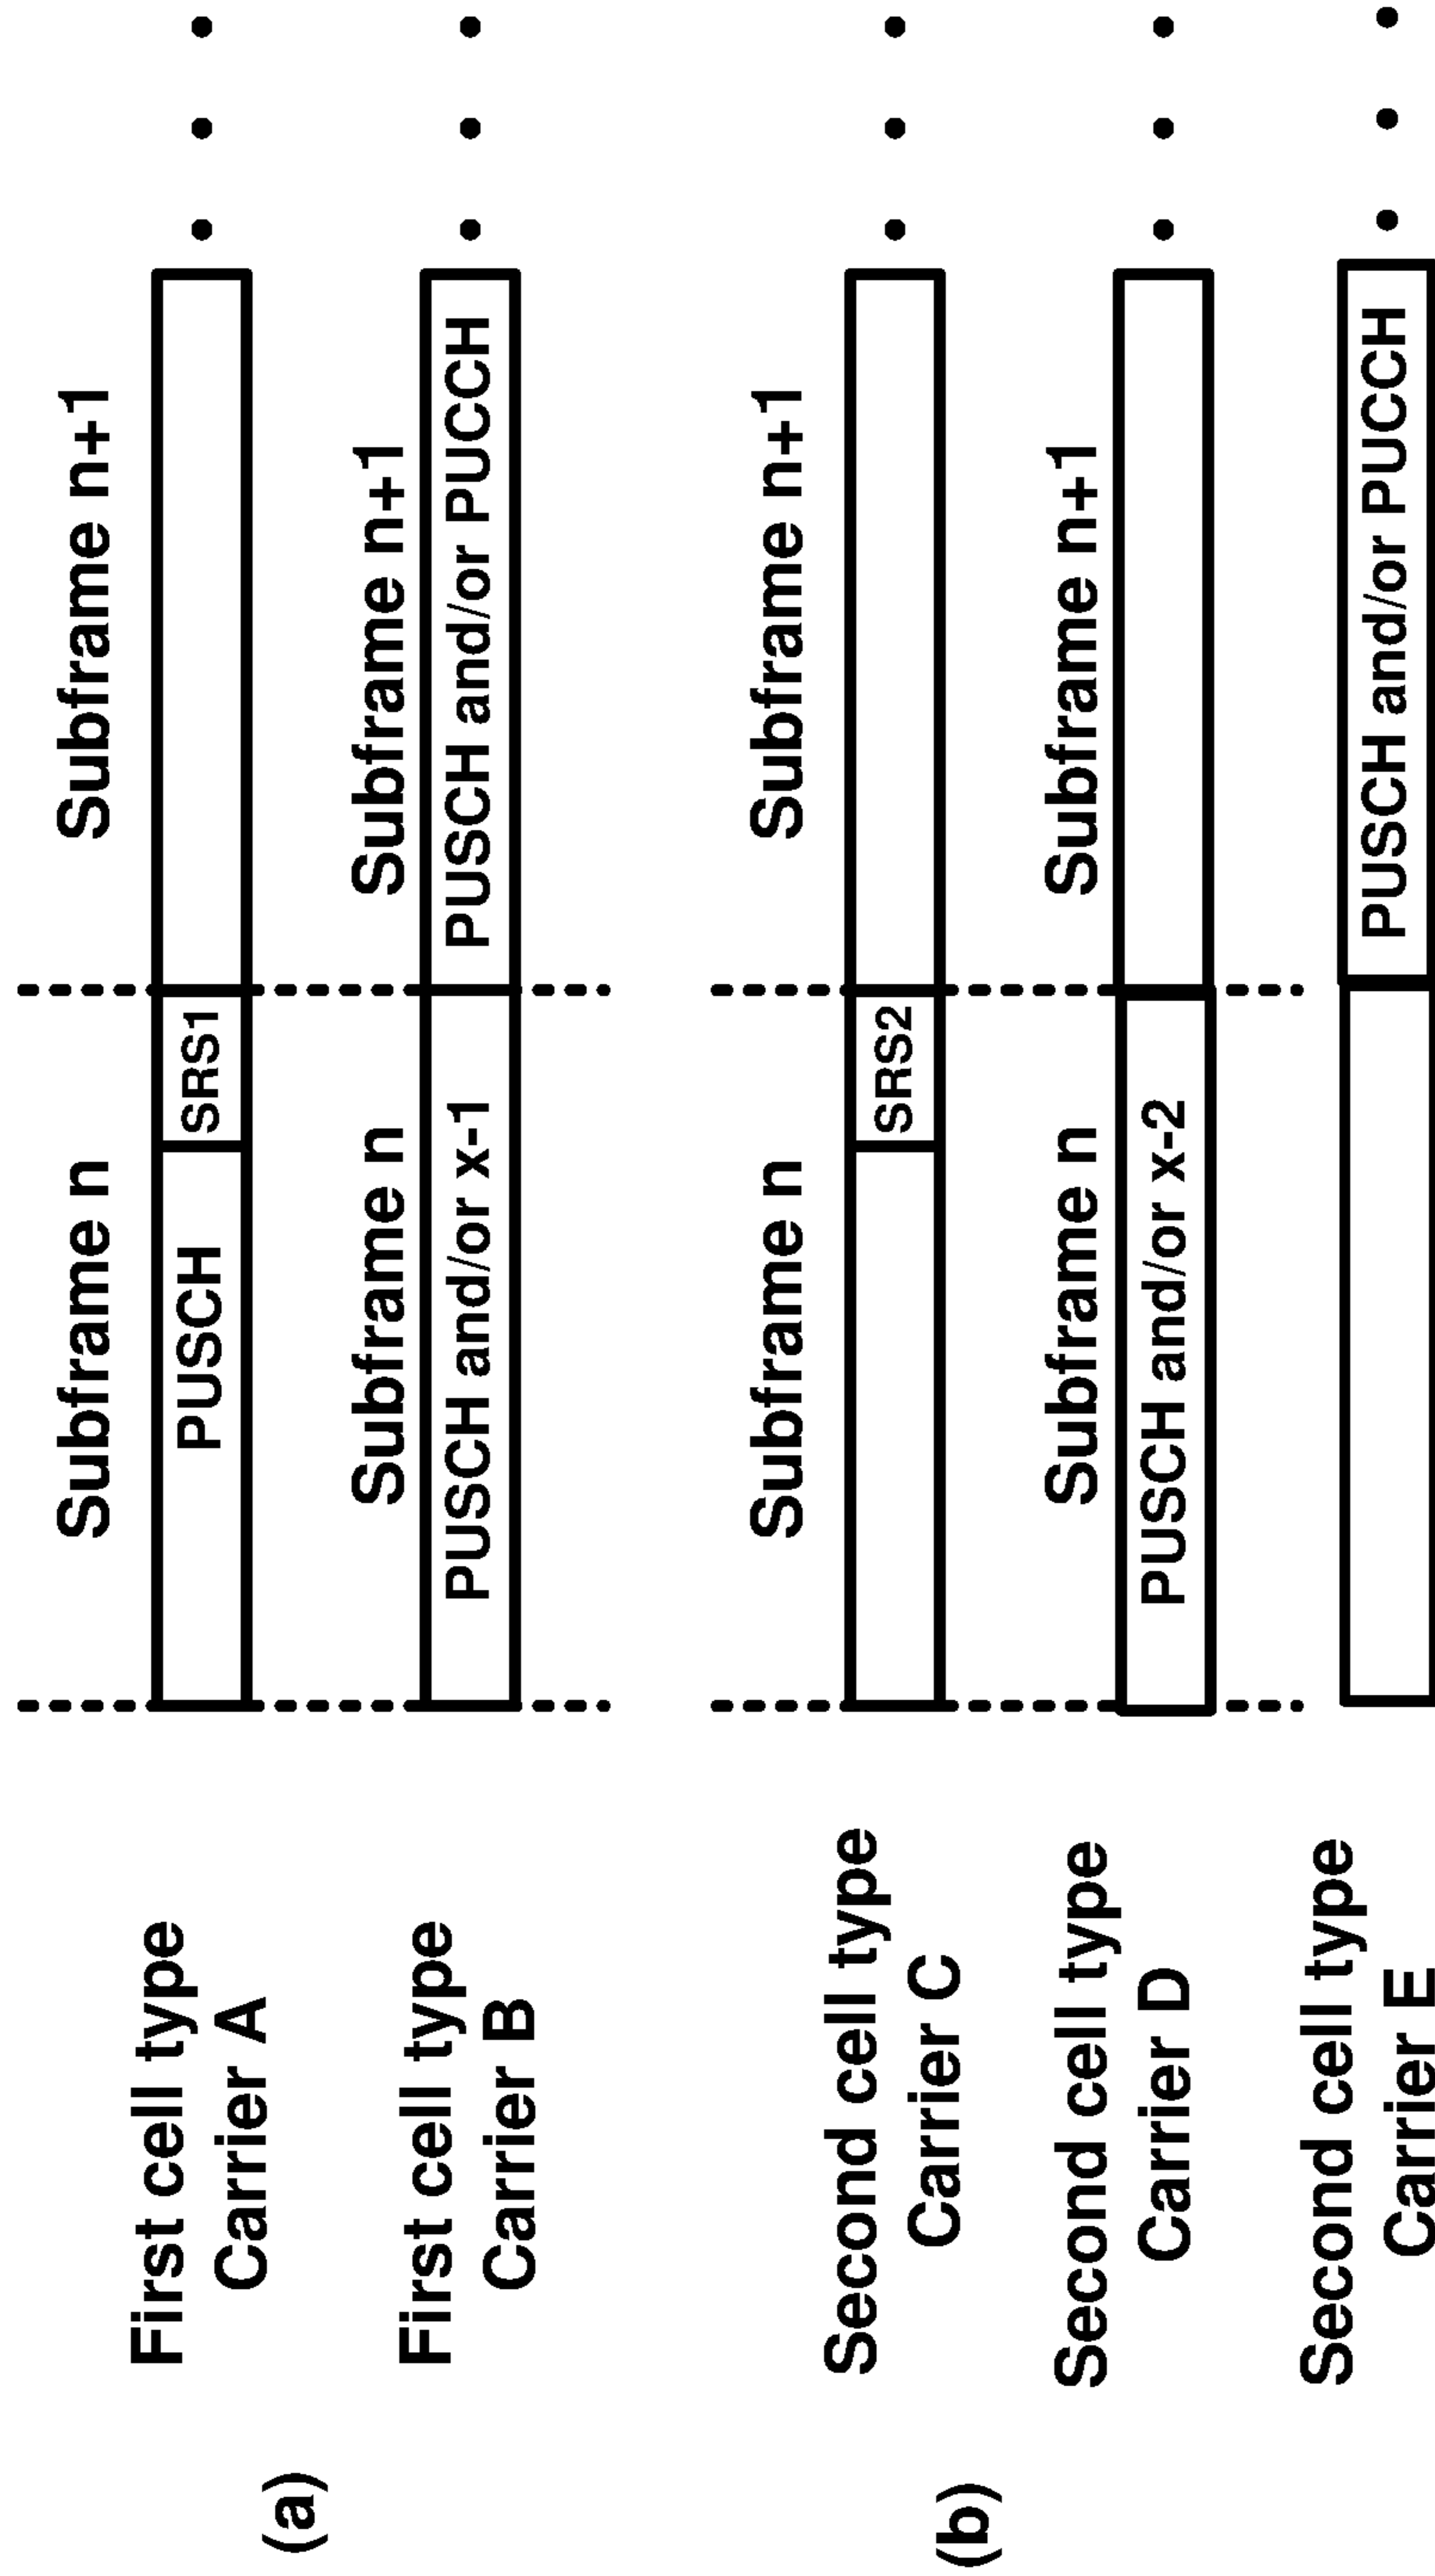 (a)
Subframe n
Subframe n+1
First cell type
Carrier A
PUSCH
SRS1
Subframe n
Subframe n+1
First cell type
Carrier B
PUSCH and/or x-1
PUSCH and/or PUCCH
(b)
Subframe n
Subframe n+1
Second cell type
Carrier C
SRS2
Subframe n
Subframe n+1
Second cell type
Carrier D
PUSCH and/or x-2
Second cell type
Carrier E
PUSCH and/or PUCCH